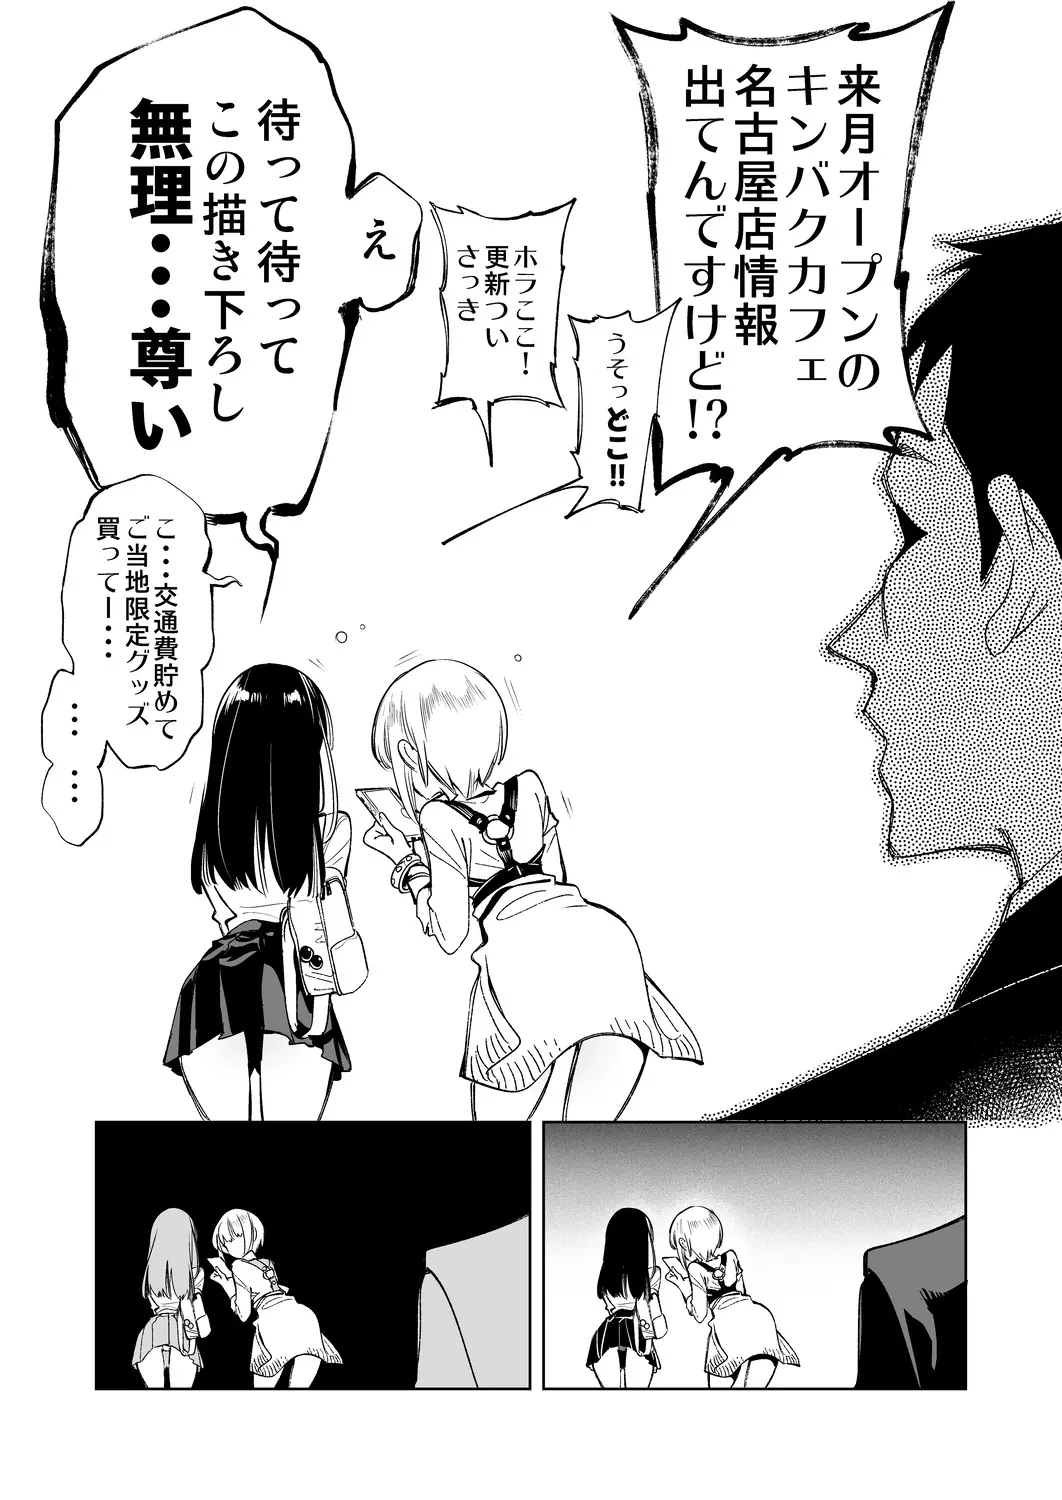 来月オープンの
キンバクカフェ
名古屋店情報
出てんですけど!?
うそっ
どこ!!
ホラここ!
更新つい
さっき
え
待って待って
この描き下ろし
無理・・・尊い
こ・・・交通費貯めて
ご当地限定グッズ
買ってー・・・
・・・
・・・